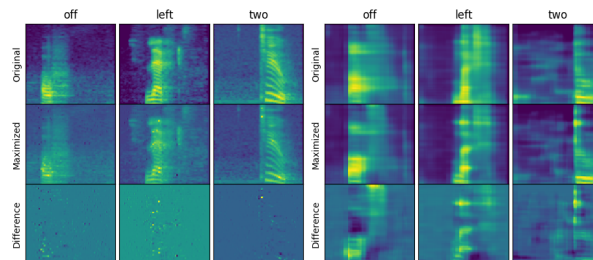 off left two off left two
Original Original
Maximized Maximized
Difference Difference